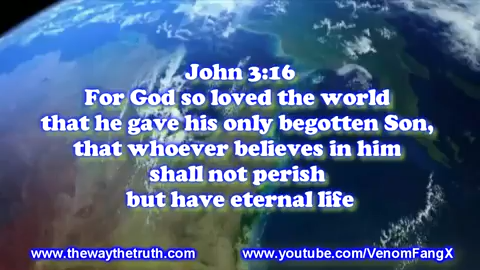 John 3:16
For God so loved the world
that he gave his only begotten Son,
that whoever believes in him
shall not perish
but have eternal life
www.thewaythetruth.com www.youtube.com/VenomFangX